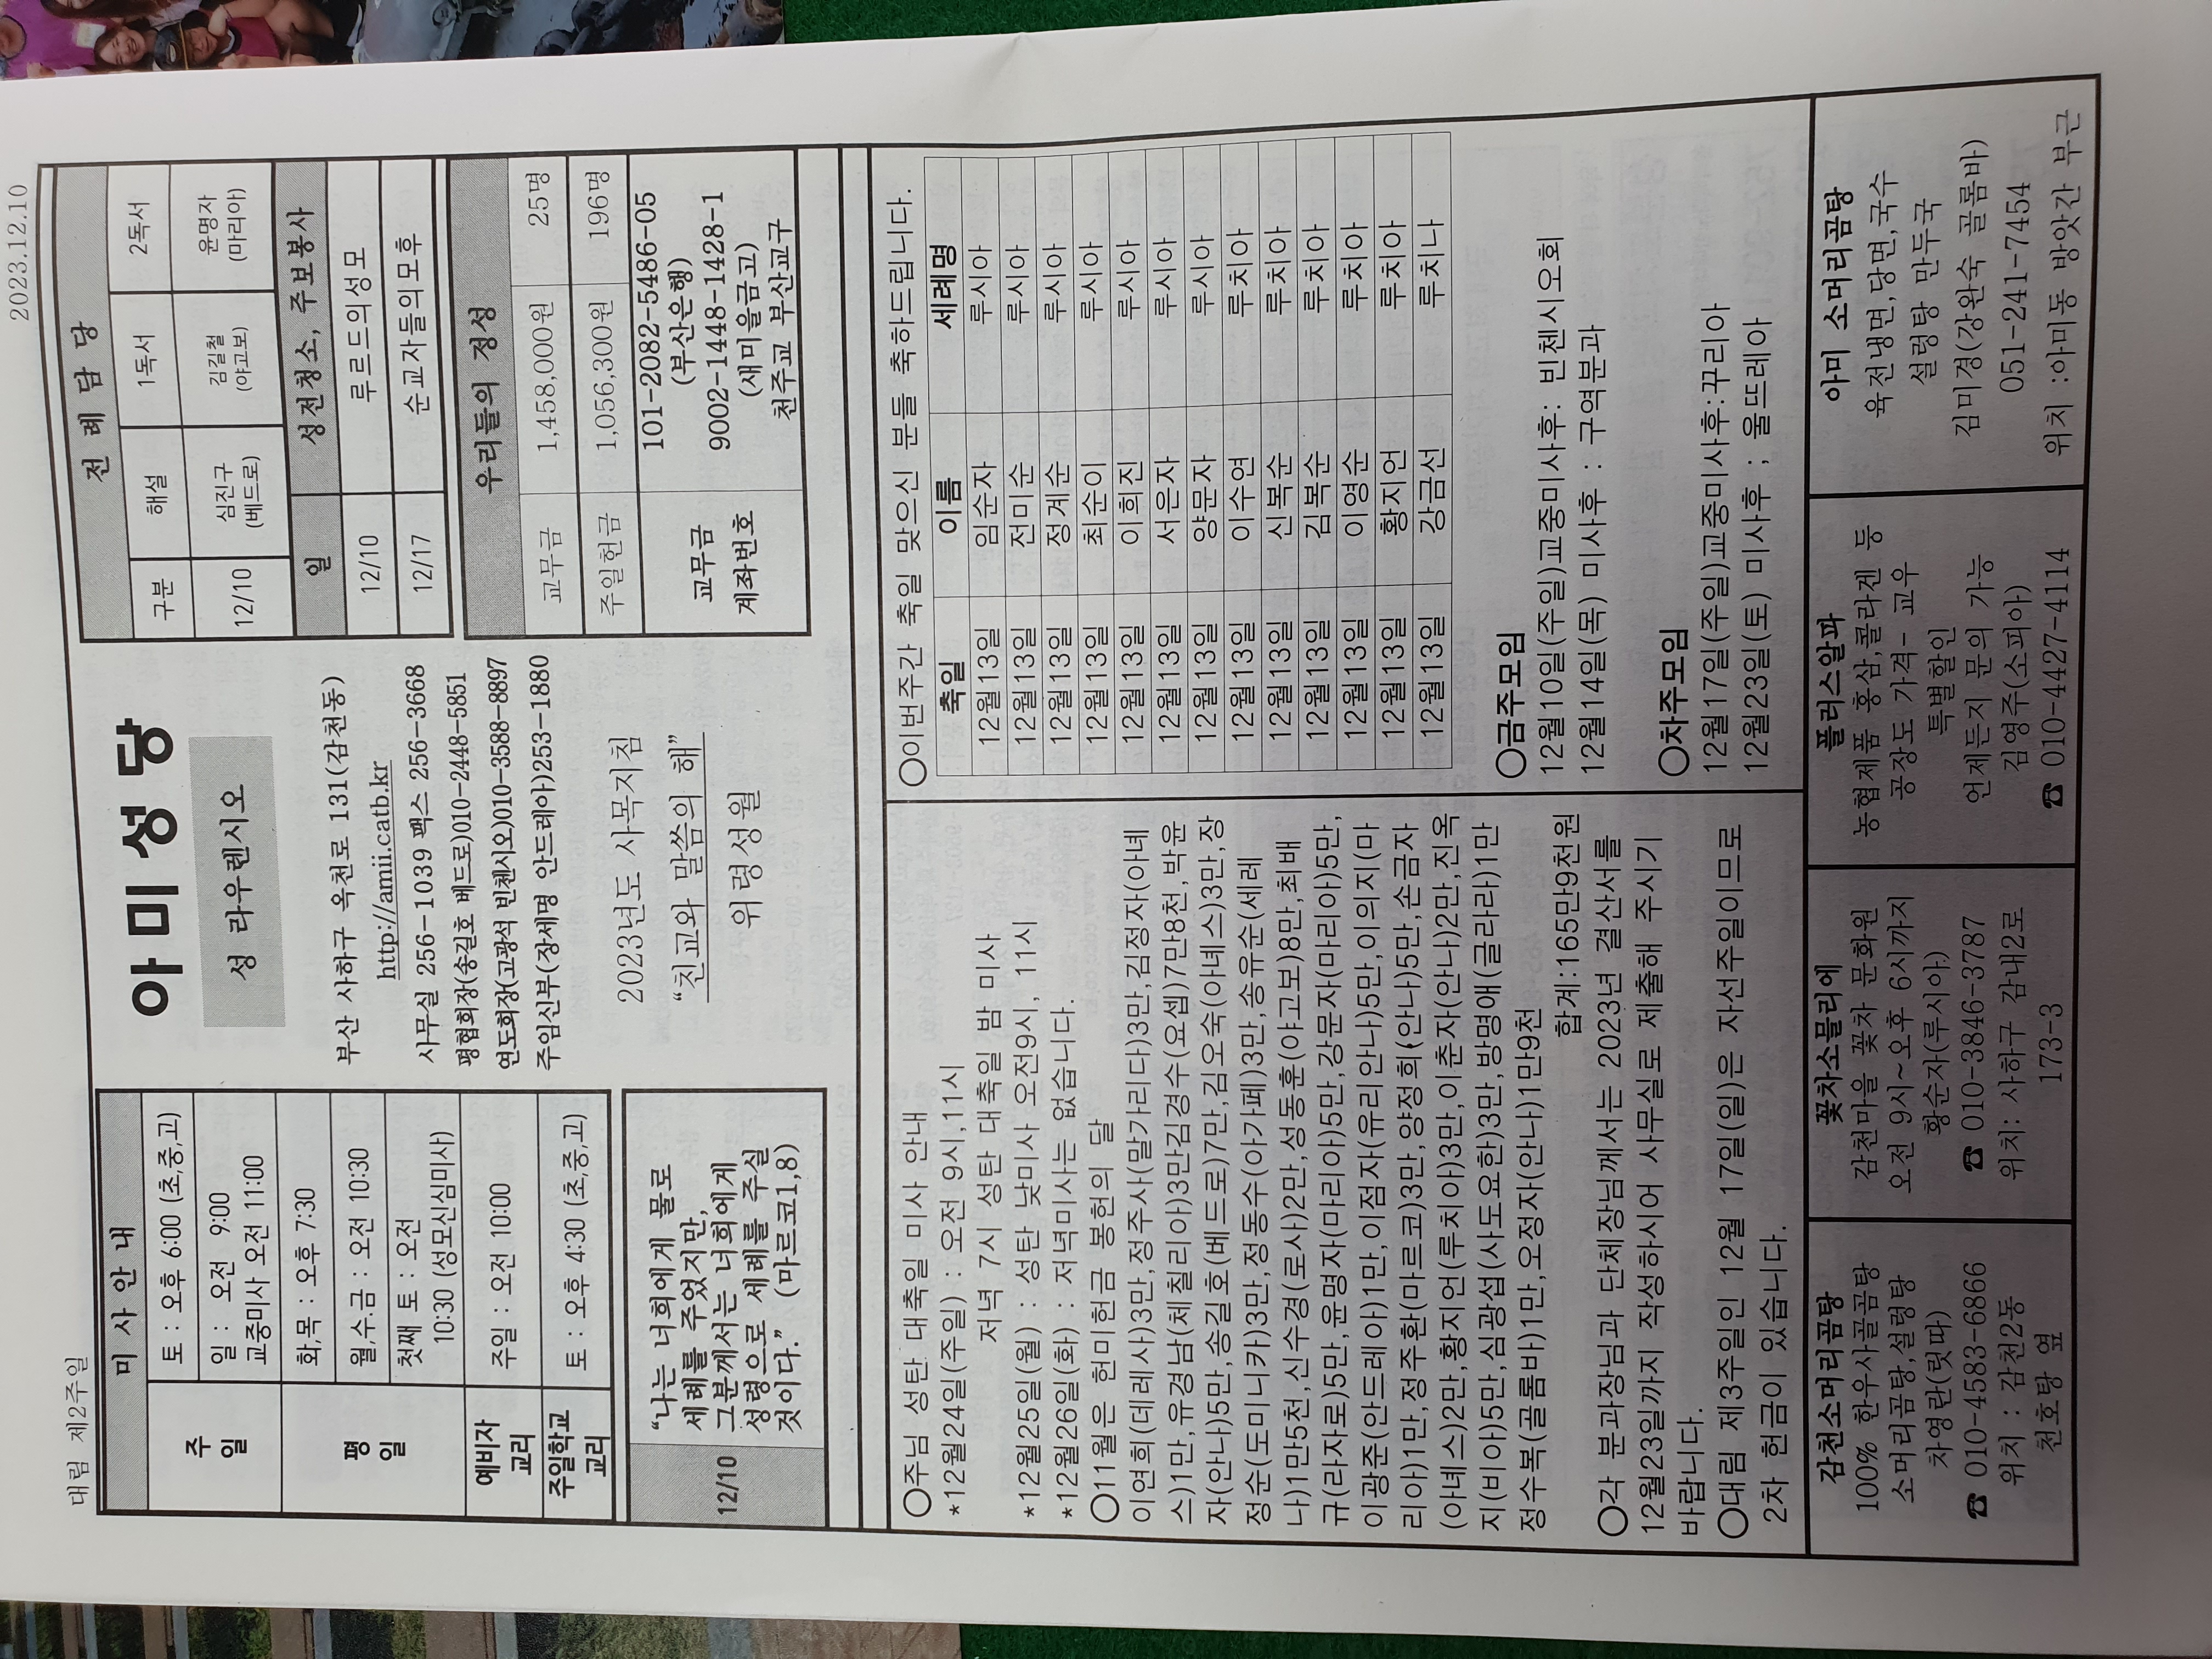 대림 제2주일
2023.12.10
미 사 안 내
주 일
토 : 오후 6:00 (초,중,고)
일 : 오전 9:00
교중미사 오전 11:00
평 일
화,목 : 오후 7:30
월,수.금 : 오전 10:30
첫째 토 : 오전
10:30 (성모신심미사)
예비자 교리
주일 : 오전 10:00
주일학교 교리
토 : 오후 4:30 (초,중,고)
12/10
“나는 너희에게 물로
세례를 주었지만,
그분께서는 너희에게
성령으로 세례를 주실
것이다.” (마르코1,8)
아미성당
성 라우렌시오
부산 사하구 옥천로 131(감천동)
http://amii.catb.kr
사무실 256-1039 팩스 256-3668
평협회장(송길호 베드로)010-2448-5851
연도회장(고광석 빈첸시오)010-3588-8897
주임신부(장세명 안드레아)253-1880
2023년도 사목지침
“친교와 말씀의 해”
위령성월
전 례 담 당
구분 해설 1독서 2독서
12/10 심진구 김길철 윤명자
(베드로) (야고보) (마리아)
일 성전청소, 주보봉사
12/10 루르드의성모
12/17 순교자들의모후
우리들의 정성
교무금 1,458,000원 25명
주일헌금 1,056,300원 196명
교무금 계좌번호
101-2082-5486-05
(부산은행)
9002-1448-1428-1
(새미을금고)
천주교 부산교구
○주님 성탄 대축일 미사 안내
*12월24일(주일) : 오전 9시,11시
저녁 7시 성탄 대축일 밤 미사
*12월25일(월) : 성탄 낮미사 오전9시, 11시
*12월26일(화) : 저녁미사는 없습니다.
○11월은 헌미헌금 봉헌의 달
이연희(데레사)3만,정주사(말가리다)3만,김정자(아녜
스)1만,유경남(체칠리아)3만김경수(요셉)7만8천,박윤
자(안나)5만,송길호(베드로)7만,김오숙(아녜스)3만,장
정순(도미니카)3만,정동수(아가페)3만,송유순(세레
나)1만5천,신수경(로사)2만,성동훈(야고보)8만,최배
규(라자로)5만,윤명자(마리아)5만,강문자(마리아)5만,
이광준(안드레아)1만,이점자(유리안나)5만,이의지(마
리아)1만,정주환(마르코)3만,양정희(안나)5만,손금자
(아녜스)2만,황지언(루치아)3만,이춘자(안나)2만,진옥
지(비아)5만,심광섭(사도요한)3만,방명애(글라라)1만
정수복(골롬바)1만,오정자(안나)1만9천
합계:165만9천원
○각 분과장님과 단체장님께서는 2023년 결산서를
12월23일까지 작성하시어 사무실로 제출해 주시기
바랍니다.
○대림 제3주일인 12월 17일(일)은 자선주일이므로
2차 헌금이 있습니다.
○이번주간 축일 맞으신 분들 축하드립니다.
축일 이름 세례명
12월13일 임순자 루시아
12월13일 전미순 루시아
12월13일 정계순 루시아
12월13일 최순이 루시아
12월13일 이희진 루시아
12월13일 서은자 루시아
12월13일 양문자 루시아
12월13일 이수연 루치아
12월13일 신복순 루치아
12월13일 김복순 루치아
12월13일 이영순 루치아
12월13일 황지언 루치아
12월13일 강금선 루치나
○금주모임
12월10일(주일)교중미사후: 빈첸시오회
12월14일(목) 미사후 : 구역분과
○차주모임
12월17일(주일)교중미사후:꾸리아
12월23일(토) 미사후 ; 울뜨레아
감천소머리곰탕
100% 한우사골곰탕
소머리곰탕,설렁탕
차영란(릿따)
☎ 010-4583-6866
위치 : 감천2동
천호탕 옆
꽃차소믈리에
감천마을 꽃차 문화원
오전 9시~오후 6시까지
황순자(루시아)
☎ 010-3846-3787
위치: 사하구 감내2로
173-3
플러스알파
농협제품 홍삼,콜라겐 등
공장도 가격- 교우
특별할인
언제든지 문의 가능
김영주(소피아)
☎ 010-4427-4114
아미 소머리곰탕
육전냉면,당면,국수
설렁탕 만두국
김미경(강완숙 골롬바)
051-241-7454
위치 :아미동 방앗간 부근